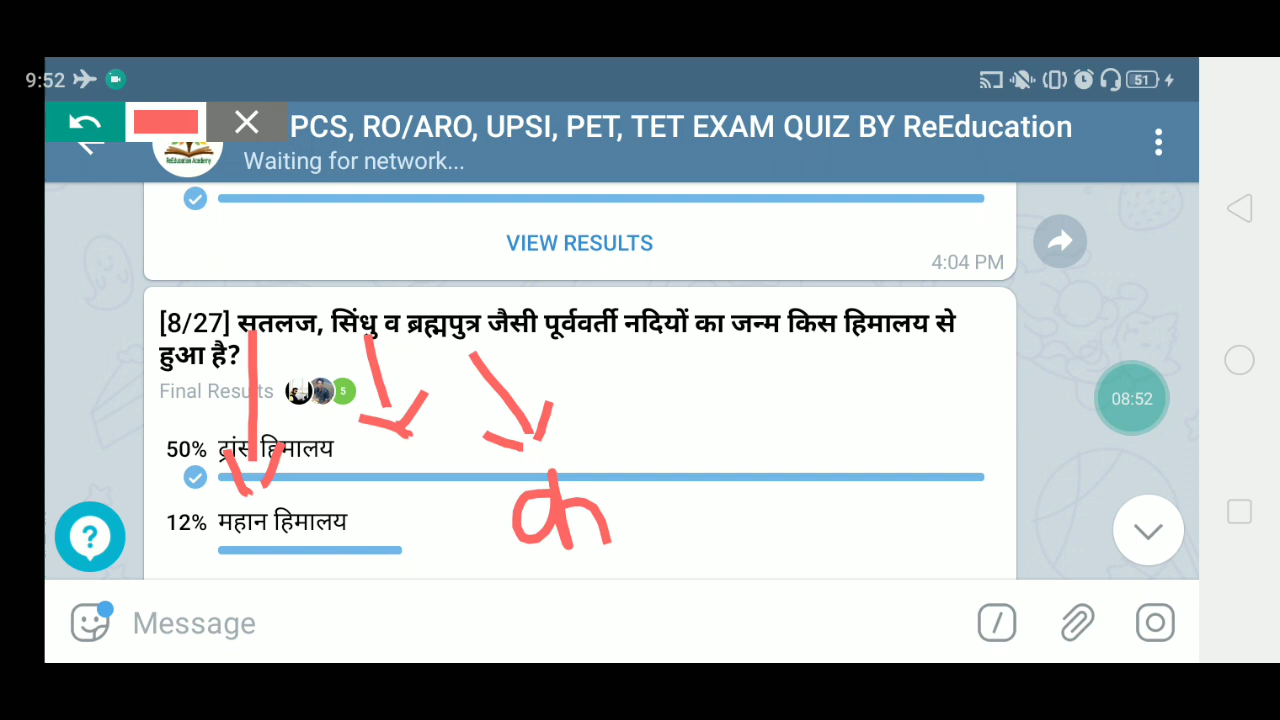 9:52
51
PCS, RO/ARO, UPSI, PET, TET EXAM QUIZ BY ReEducation
ReEducation Academy
Waiting for network...
VIEW RESULTS
4:04 PM
[8/27] सतलज, सिंधु व ब्रह्मपुत्र जैसी पूर्ववर्ती नदियों का जन्म किस हिमालय से
हुआ है?
Final Results
5
08:52
50% ट्रांस हिमालय
12% महान हिमालय
क
?
Message